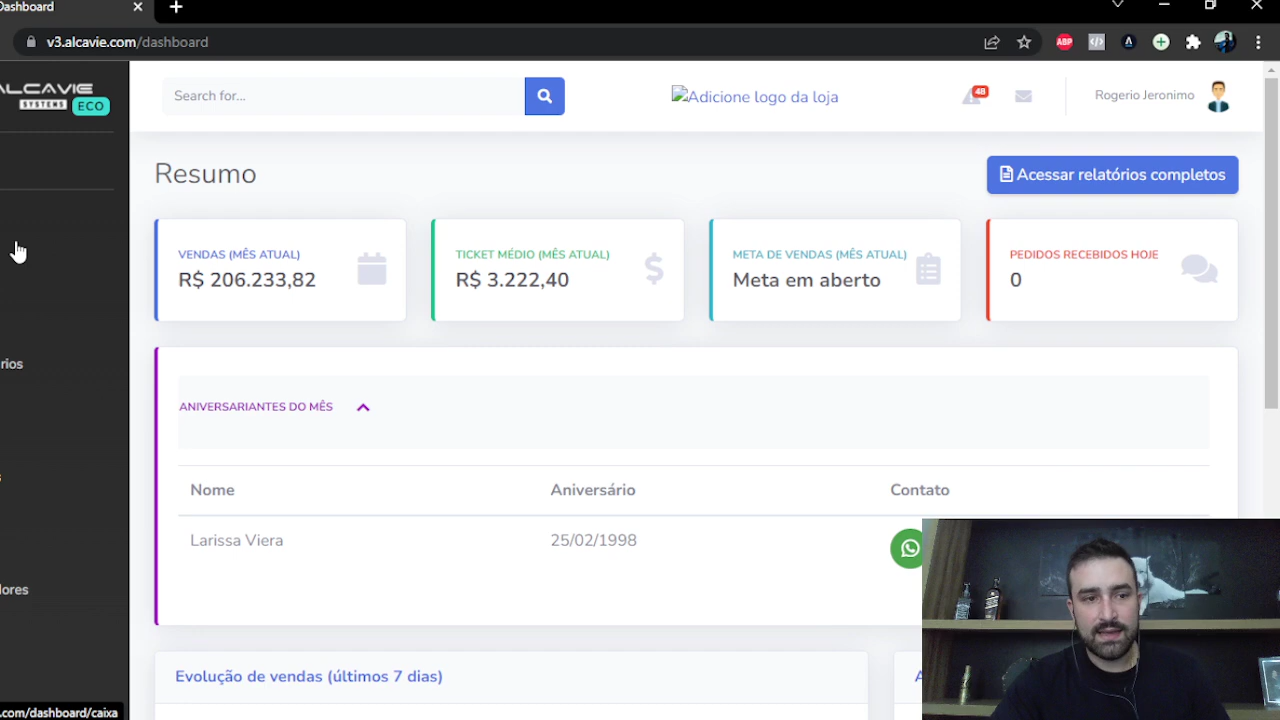 Dashboard
v3.alcavie.com/dashboard
ABP
ALCAVIE
SYSTEMS ECO
Search for...
Adicione logo da loja
48
Rogerio Jeronimo
Resumo
Acessar relatórios completos
VENDAS (MÊS ATUAL)
R$ 206.233,82
TICKET MÉDIO (MÊS ATUAL)
R$ 3.222,40
META DE VENDAS (MÊS ATUAL)
Meta em aberto
PEDIDOS RECEBIDOS HOJE
0
rios
ANIVERSARIANTES DO MÊS
Nome
Aniversário
Contato
Larissa Viera
25/02/1998
lores
Evolução de vendas (últimos 7 dias)
.com/dashboard/caixa